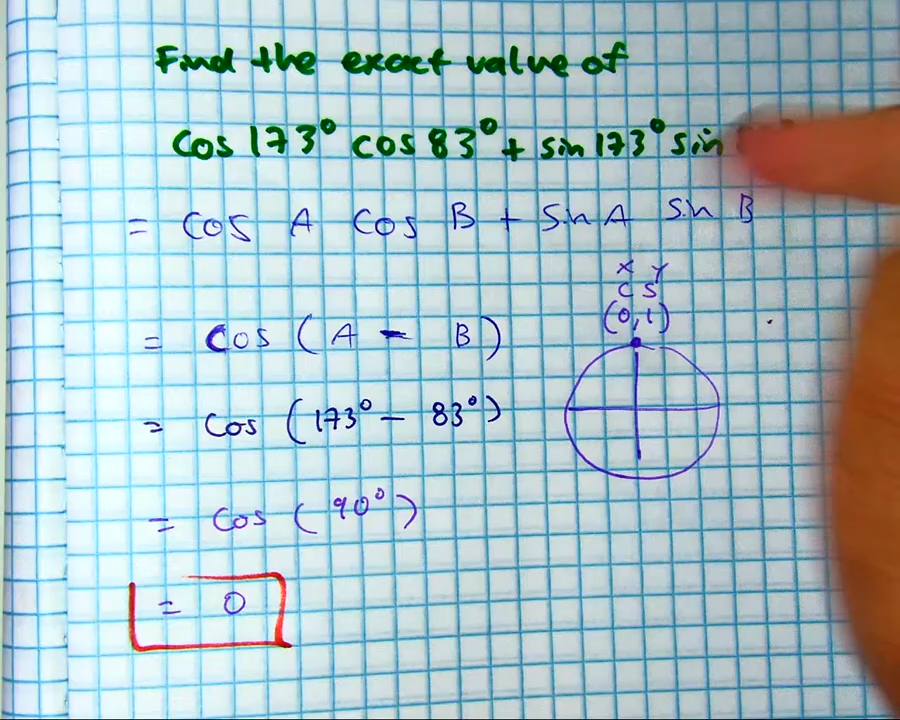 Find the exact value of
cos 173° cos 83° + sin 173° sin
= cos A cos B + sin A sin B
X Y
C S
(0,1)
= cos (A - B)
= cos (173° - 83°)
= cos (90°)
= 0